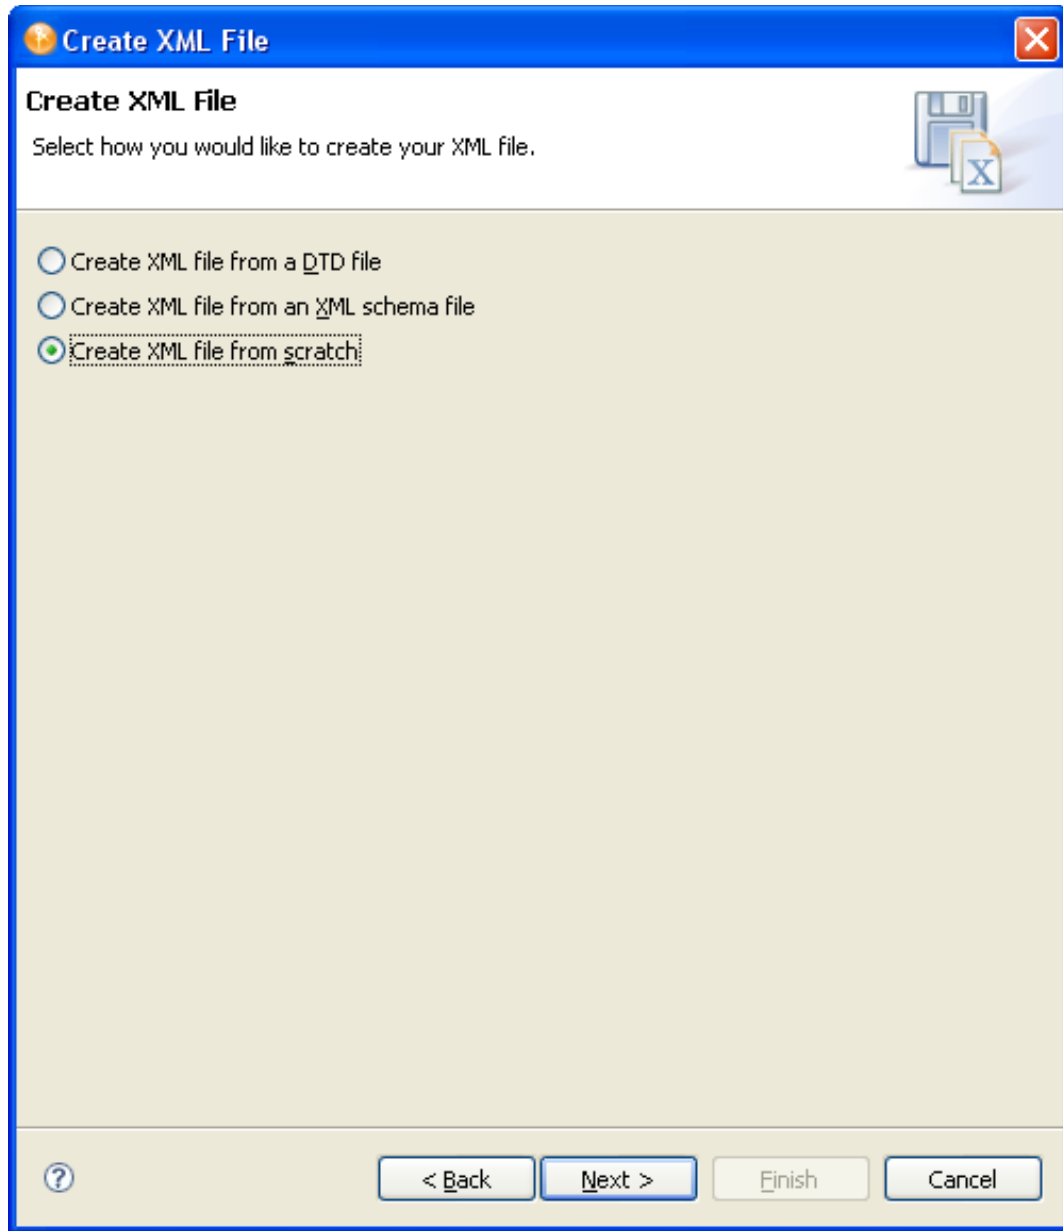 Create XML File
Create XML File
Select how you would like to create your XML file.
X
Create XML file from a DTD file
Create XML file from an XML schema file
Create XML file from scratch
?
< Back
Next >
Finish
Cancel